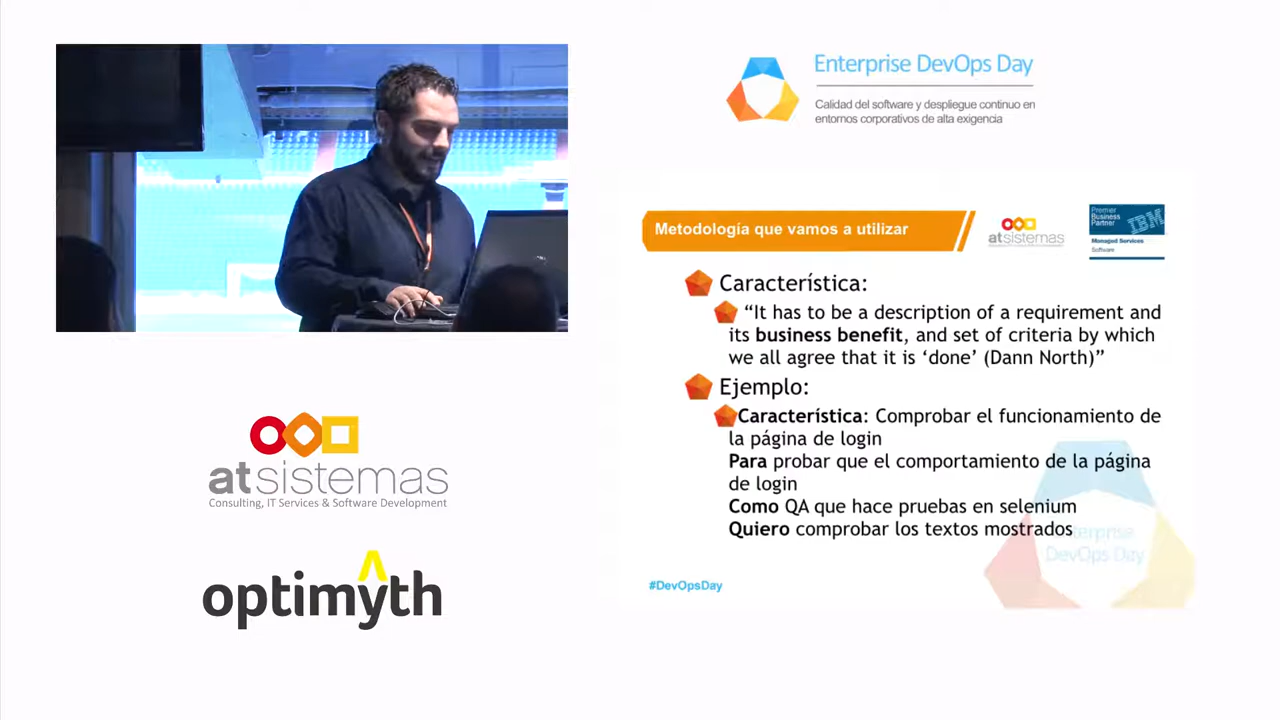 Enterprise DevOps Day
Calidad del software y despliegue continuo en
entornos corporativos de alta exigencia
Metodología que vamos a utilizar
atsistemas
Premier
Business
Partner
IBM
Managed Services
Software
Característica:
“It has to be a description of a requirement and
its business benefit, and set of criteria by which
we all agree that it is ‘done’ (Dann North)”
Ejemplo:
Característica: Comprobar el funcionamiento de
la página de login
Para probar que el comportamiento de la página
de login
Como QA que hace pruebas en selenium
Quiero comprobar los textos mostrados
Enterprise
DevOps Day
#DevOpsDay
atsistemas
Consulting, IT Services & Software Development
optimyth